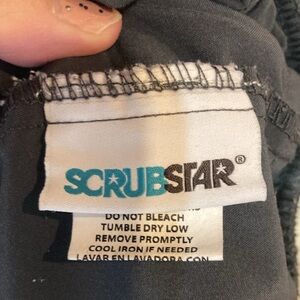 SCRUBSTAR®
DO NOT BLEACH
TUMBLE DRY LOW
REMOVE PROMPTLY
COOL IRON IF NEEDED
LAVAR EN LAVADORA CON